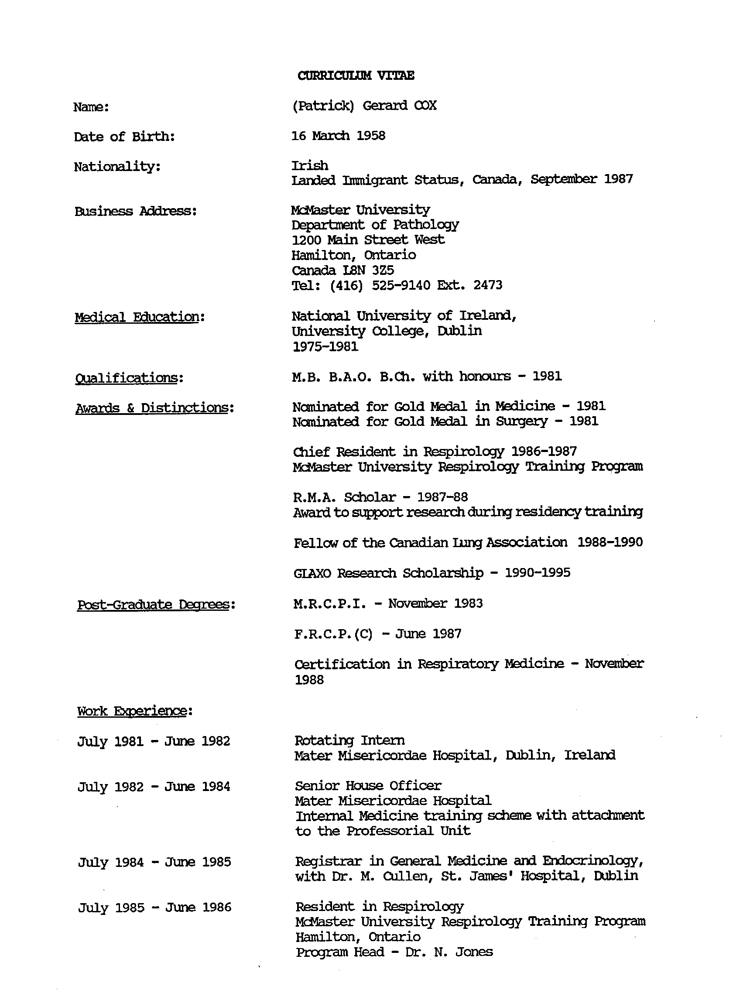 CURRICULUM VITAE
Name: (Patrick) Gerard COX
Date of Birth: 16 March 1958
Nationality: Irish
Landed Immigrant Status, Canada, September 1987
Business Address: McMaster University
Department of Pathology
1200 Main Street West
Hamilton, Ontario
Canada L8N 3Z5
Tel: (416) 525-9140 Ext. 2473
Medical Education: National University of Ireland,
University College, Dublin
1975-1981
Qualifications: M.B. B.A.O. B.Ch. with honours - 1981
Awards & Distinctions: Nominated for Gold Medal in Medicine - 1981
Nominated for Gold Medal in Surgery - 1981
Chief Resident in Respirology 1986-1987
McMaster University Respirology Training Program
R.M.A. Scholar - 1987-88
Award to support research during residency training
Fellow of the Canadian Lung Association 1988-1990
GLAXO Research Scholarship - 1990-1995
Post-Graduate Degrees: M.R.C.P.I. - November 1983
F.R.C.P.(C) - June 1987
Certification in Respiratory Medicine - November
1988
Work Experience:
July 1981 - June 1982 Rotating Intern
Mater Misericordae Hospital, Dublin, Ireland
July 1982 - June 1984 Senior House Officer
Mater Misericordae Hospital
Internal Medicine training scheme with attachment
to the Professorial Unit
July 1984 - June 1985 Registrar in General Medicine and Endocrinology,
with Dr. M. Cullen, St. James' Hospital, Dublin
July 1985 - June 1986 Resident in Respirology
McMaster University Respirology Training Program
Hamilton, Ontario
Program Head - Dr. N. Jones